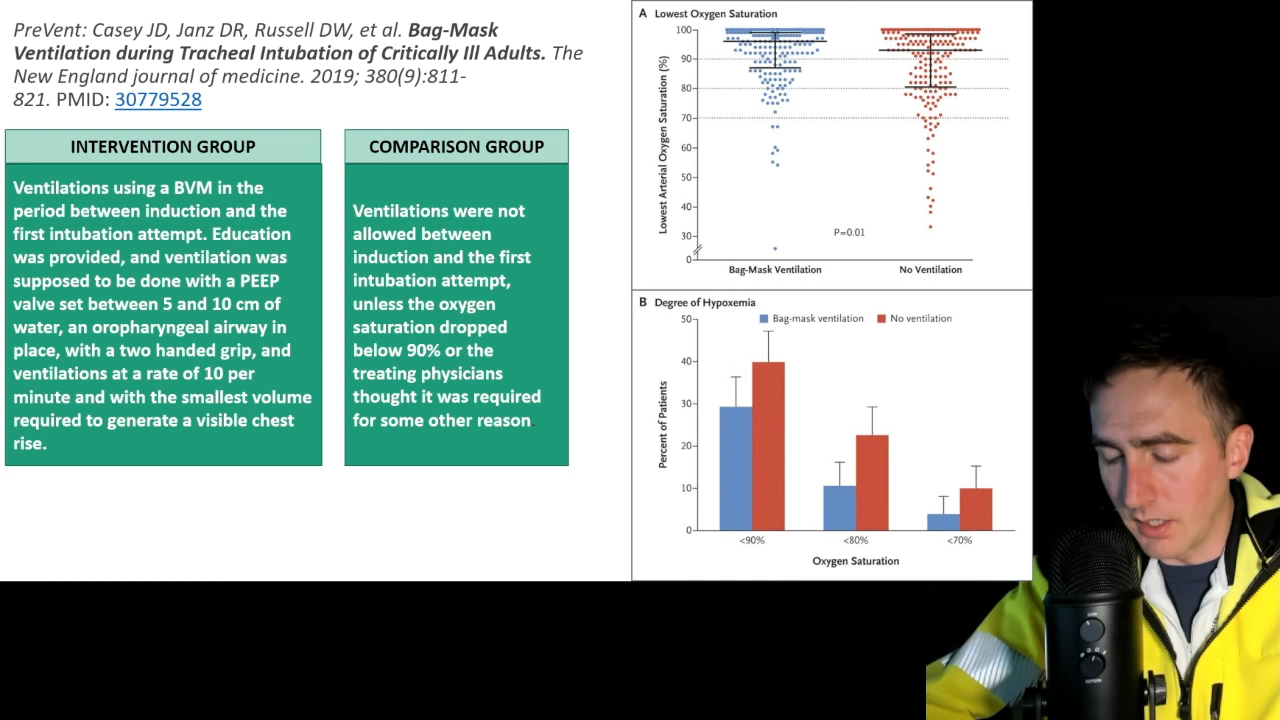 PreVent: Casey JD, Janz DR, Russell DW, et al. Bag-Mask
Ventilation during Tracheal Intubation of Critically Ill Adults. The
New England journal of medicine. 2019; 380(9):811-
821. PMID: 30779528
INTERVENTION GROUP
Ventilations using a BVM in the
period between induction and the
first intubation attempt. Education
was provided, and ventilation was
supposed to be done with a PEEP
valve set between 5 and 10 cm of
water, an oropharyngeal airway in
place, with a two handed grip, and
ventilations at a rate of 10 per
minute and with the smallest volume
required to generate a visible chest
rise.
COMPARISON GROUP
Ventilations were not
allowed between
induction and the first
intubation attempt,
unless the oxygen
saturation dropped
below 90% or the
treating physicians
thought it was required
for some other reason.
A Lowest Oxygen Saturation
Lowest Arterial Oxygen Saturation (%)
100
90
80
70
60
50
40
30
0
P=0.01
Bag-Mask Ventilation
No Ventilation
B Degree of Hypoxemia
Bag-mask ventilation
No ventilation
Percent of Patients
50
40
30
20
10
0
<90%
<80%
<70%
Oxygen Saturation